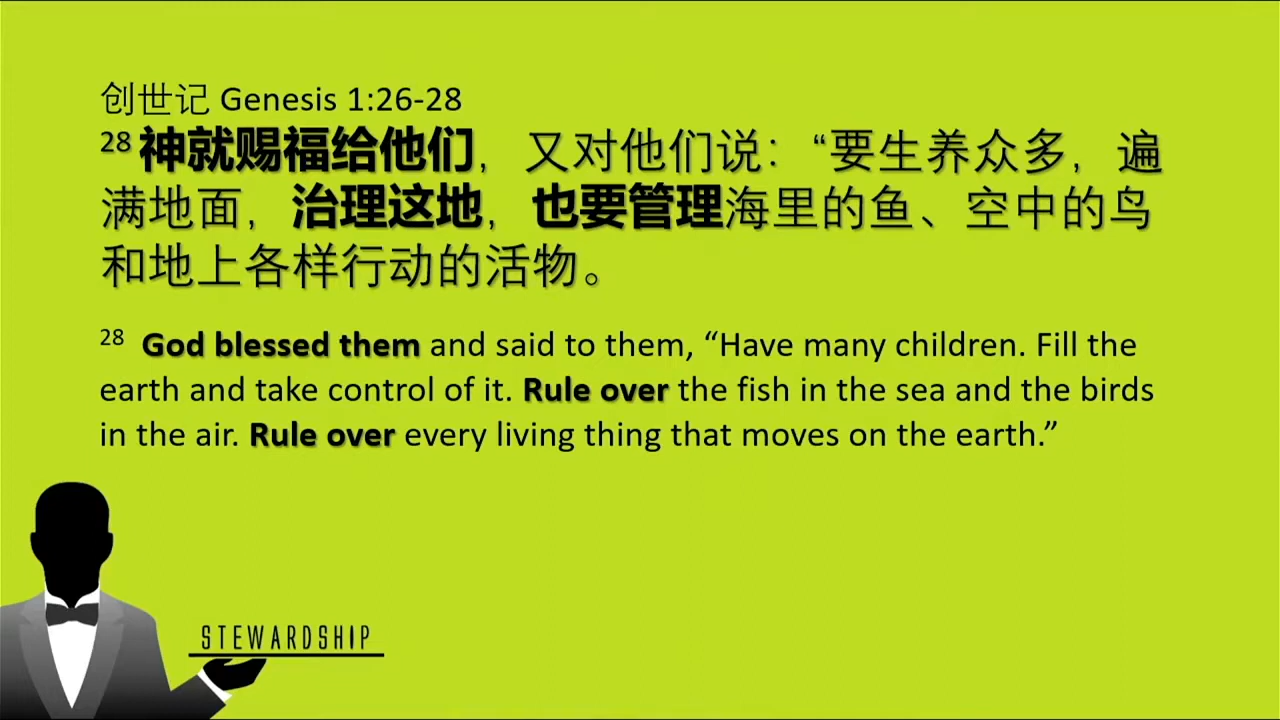 创世记 Genesis 1:26-28
28 神就赐福给他们，又对他们说：“要生养众多，遍
满地面，治理这地，也要管理海里的鱼、空中的鸟
和地上各样行动的活物。
28 God blessed them and said to them, “Have many children. Fill the
earth and take control of it. Rule over the fish in the sea and the birds
in the air. Rule over every living thing that moves on the earth.”
STEWARDSHIP